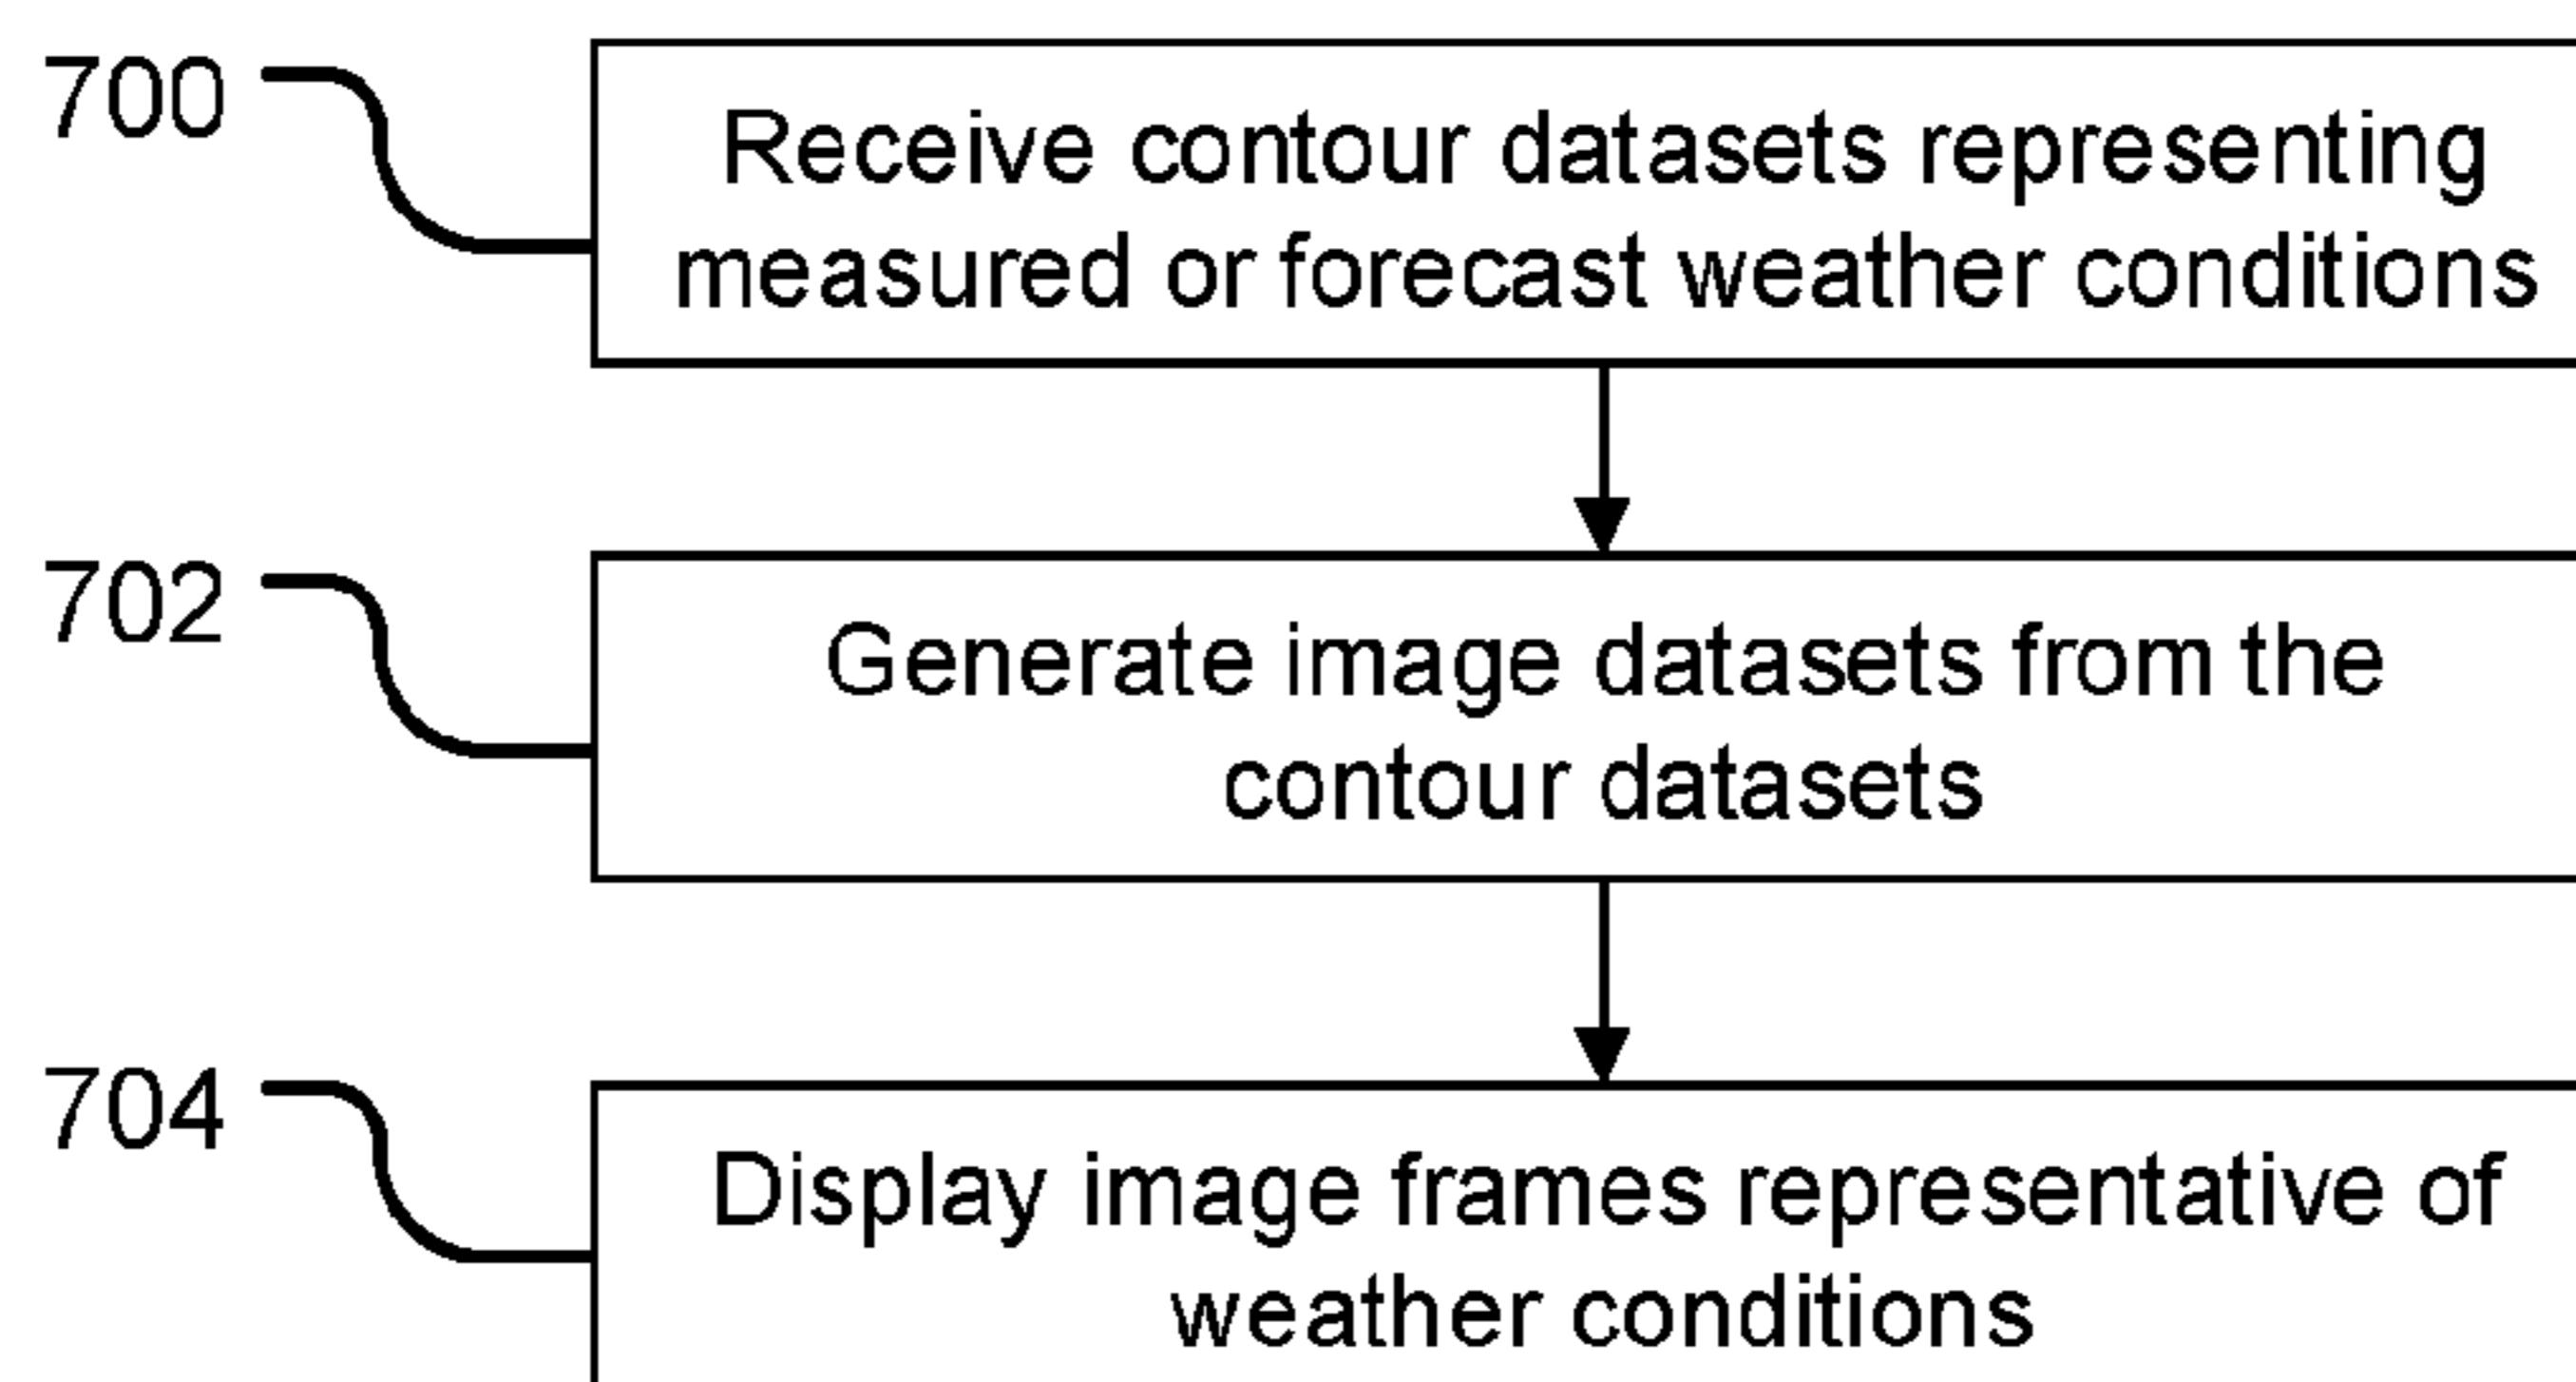 700
Receive contour datasets representing
measured or forecast weather conditions
702
Generate image datasets from the
contour datasets
704
Display image frames representative of
weather conditions